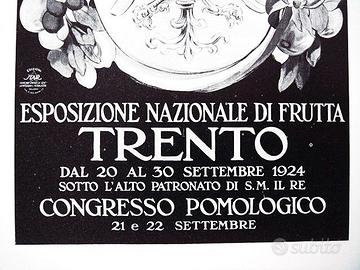 STAR
ESPOSIZIONE NAZIONALE DI FRUTTA
TRENTO
DAL 20 AL 30 SETTEMBRE 1924
SOTTO L'ALTO PATRONATO DI S.M. IL RE
CONGRESSO POMOLOGICO
21 e 22 SETTEMBRE
subito